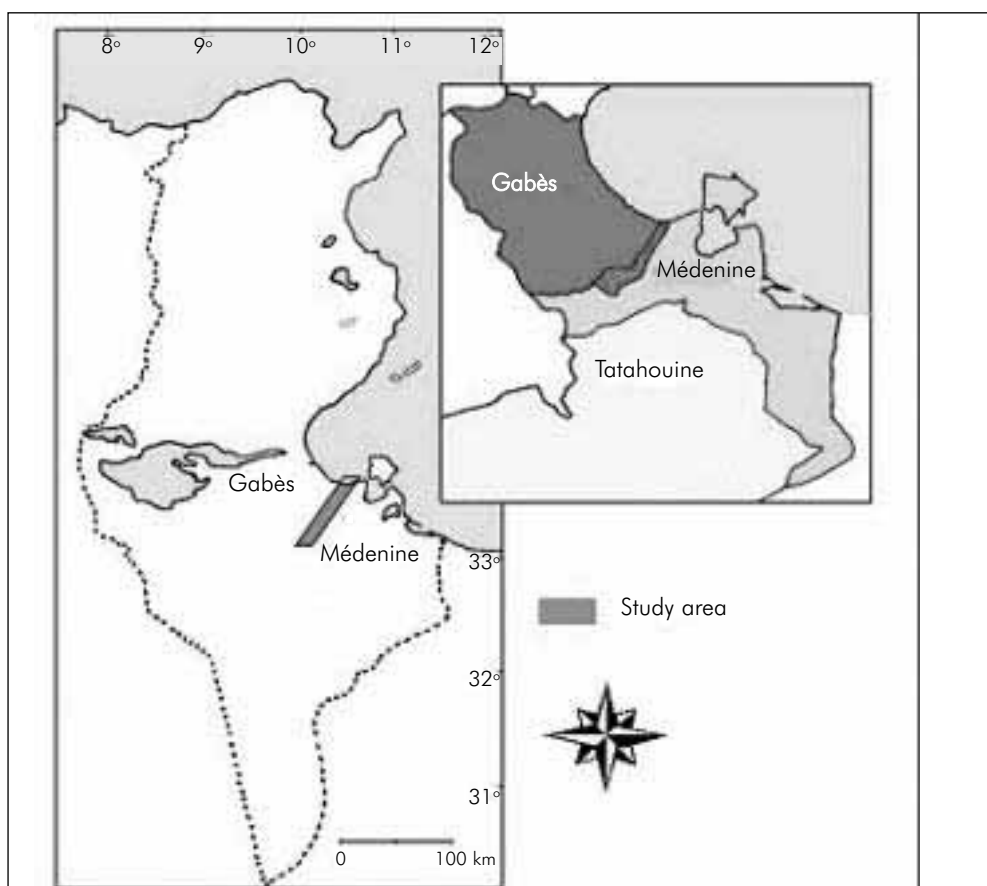 8° 9° 10° 11° 12°
Gabès
Médenine
Tatahouine
Gabès
Médenine
33°
Study area
32°
31°
0 100 km